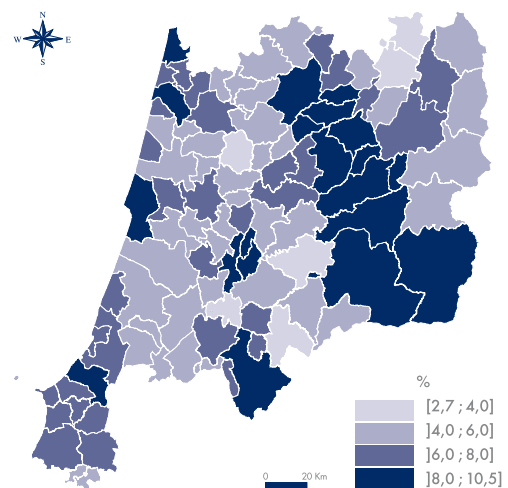 N
W E
S
%
[2,7 ; 4,0]
]4,0 ; 6,0]
]6,0 ; 8,0]
]8,0 ; 10,5]
0 20 Km